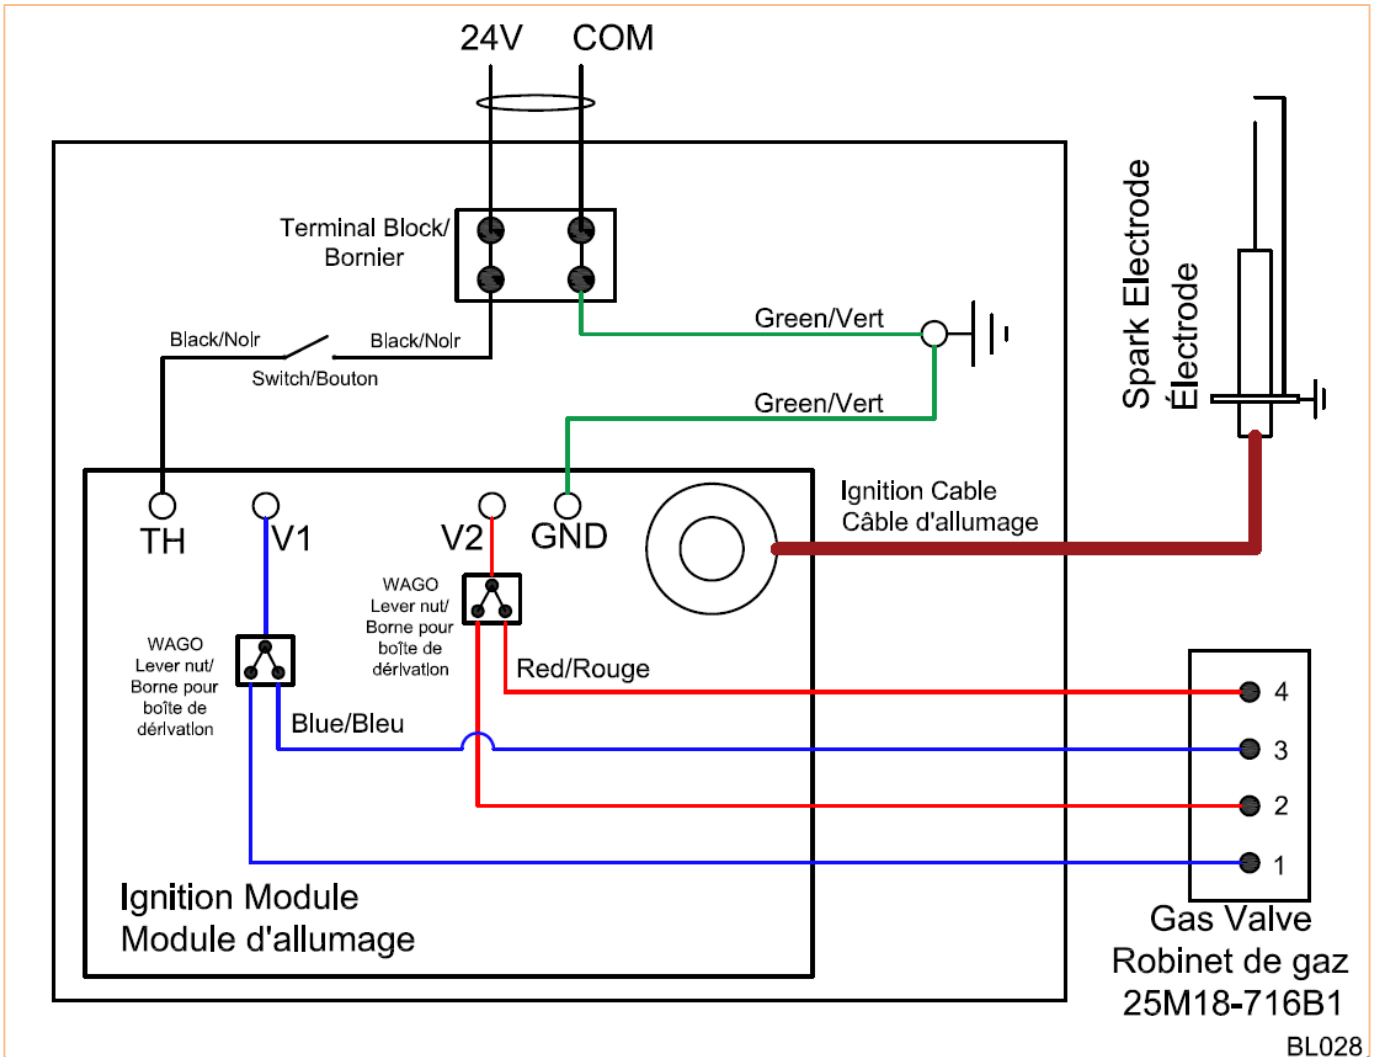 24V COM
Terminal Block/
Bornier
Black/Noir
Black/Noir
Switch/Bouton
Green/Vert
Green/Vert
Spark Electrode
Électrode
TH
V1
V2
GND
Ignition Cable
Câble d'allumage
WAGO
Lever nut/
Borne pour
boîte de
dérivation
WAGO
Lever nut/
Borne pour
boîte de
dérivation
Red/Rouge
Blue/Bleu
4
3
2
1
Ignition Module
Module d'allumage
Gas Valve
Robinet de gaz
25M18-716B1
BL028